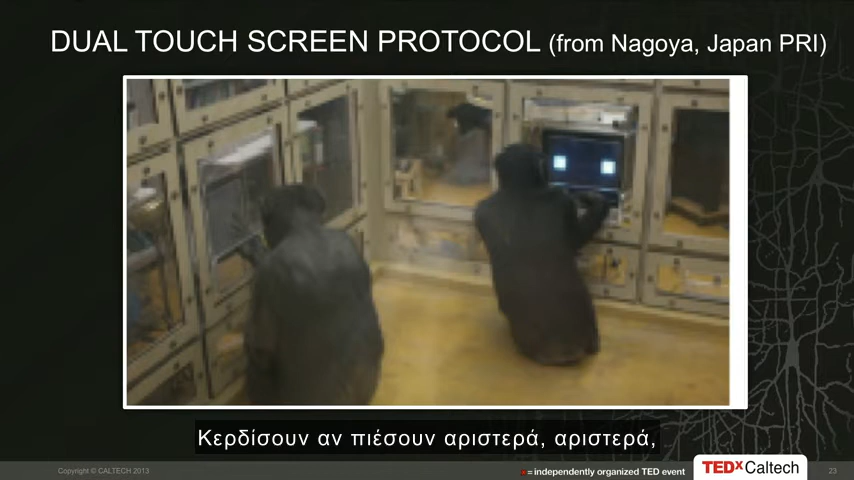 DUAL TOUCH SCREEN PROTOCOL (from Nagoya, Japan PRI)
Κερδίσουν αν πιέσουν αριστερά, αριστερά,
Copyright © CALTECH 2013
x = independently organized TED event
TEDxCaltech
23